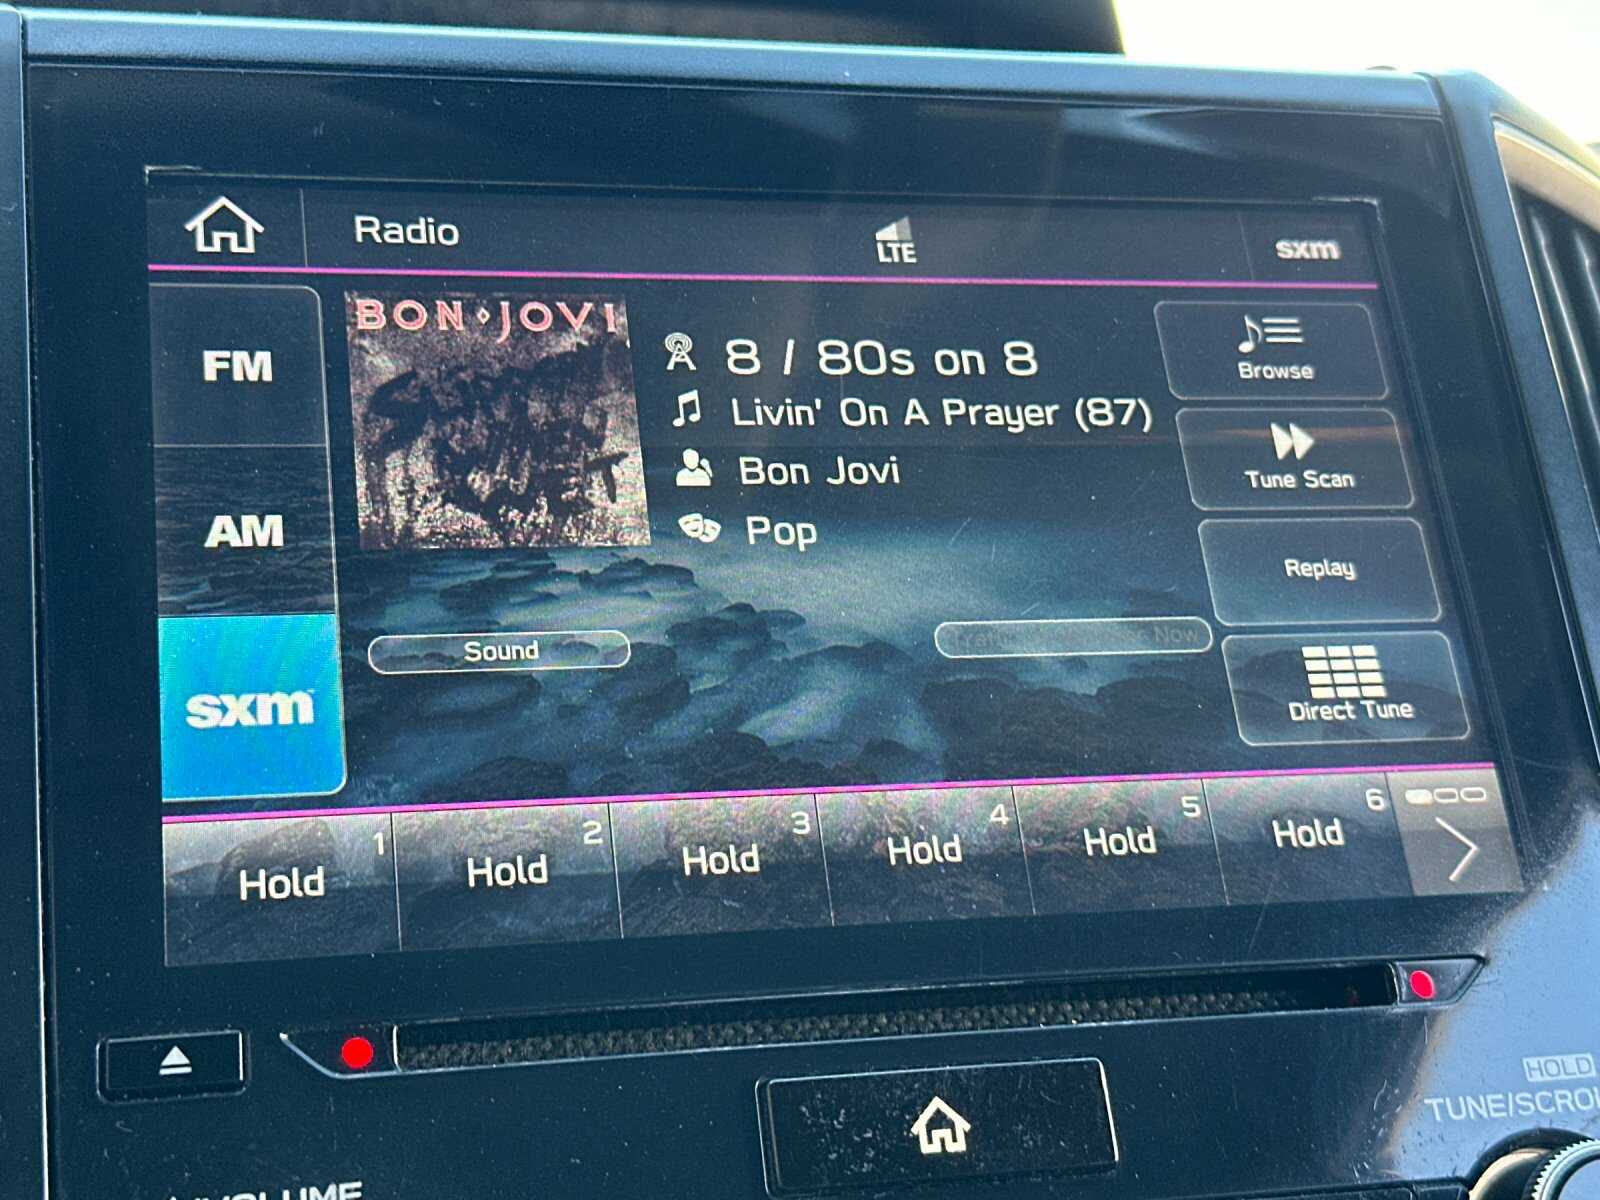 Radio
LTE
sxm
FM
AM
sxm
BON JOVI
8 / 80s on 8
Livin' On A Prayer (87)
Bon Jovi
Pop
Sound
Now
Browse
Tune Scan
Replay
Direct Tune
1
Hold
2
Hold
3
Hold
4
Hold
5
Hold
6
Hold
HOLD
VOLUME